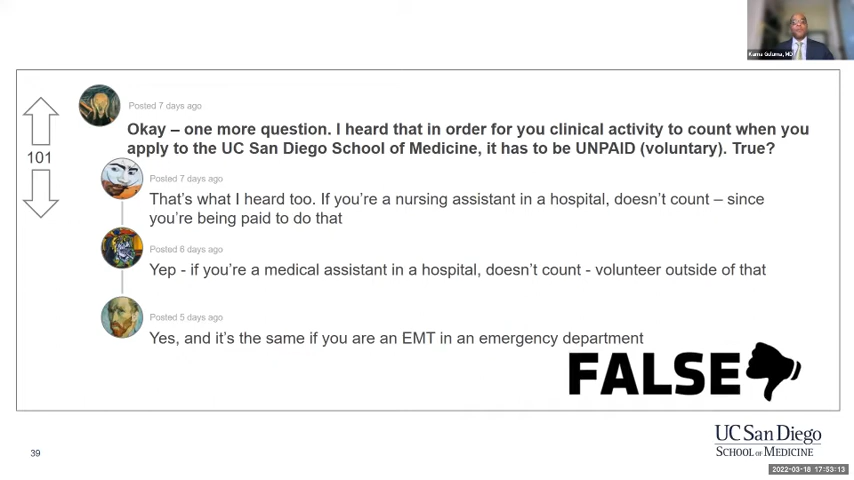 Kama Guluma, MD
Posted 7 days ago
Okay – one more question. I heard that in order for you clinical activity to count when you
apply to the UC San Diego School of Medicine, it has to be UNPAID (voluntary). True?
101
Posted 7 days ago
That's what I heard too. If you're a nursing assistant in a hospital, doesn't count – since
you're being paid to do that
Posted 6 days ago
Yep - if you're a medical assistant in a hospital, doesn't count - volunteer outside of that
Posted 5 days ago
Yes, and it's the same if you are an EMT in an emergency department
FALSE
UC San Diego
SCHOOL OF MEDICINE
39
2022-03-18 17:53:13